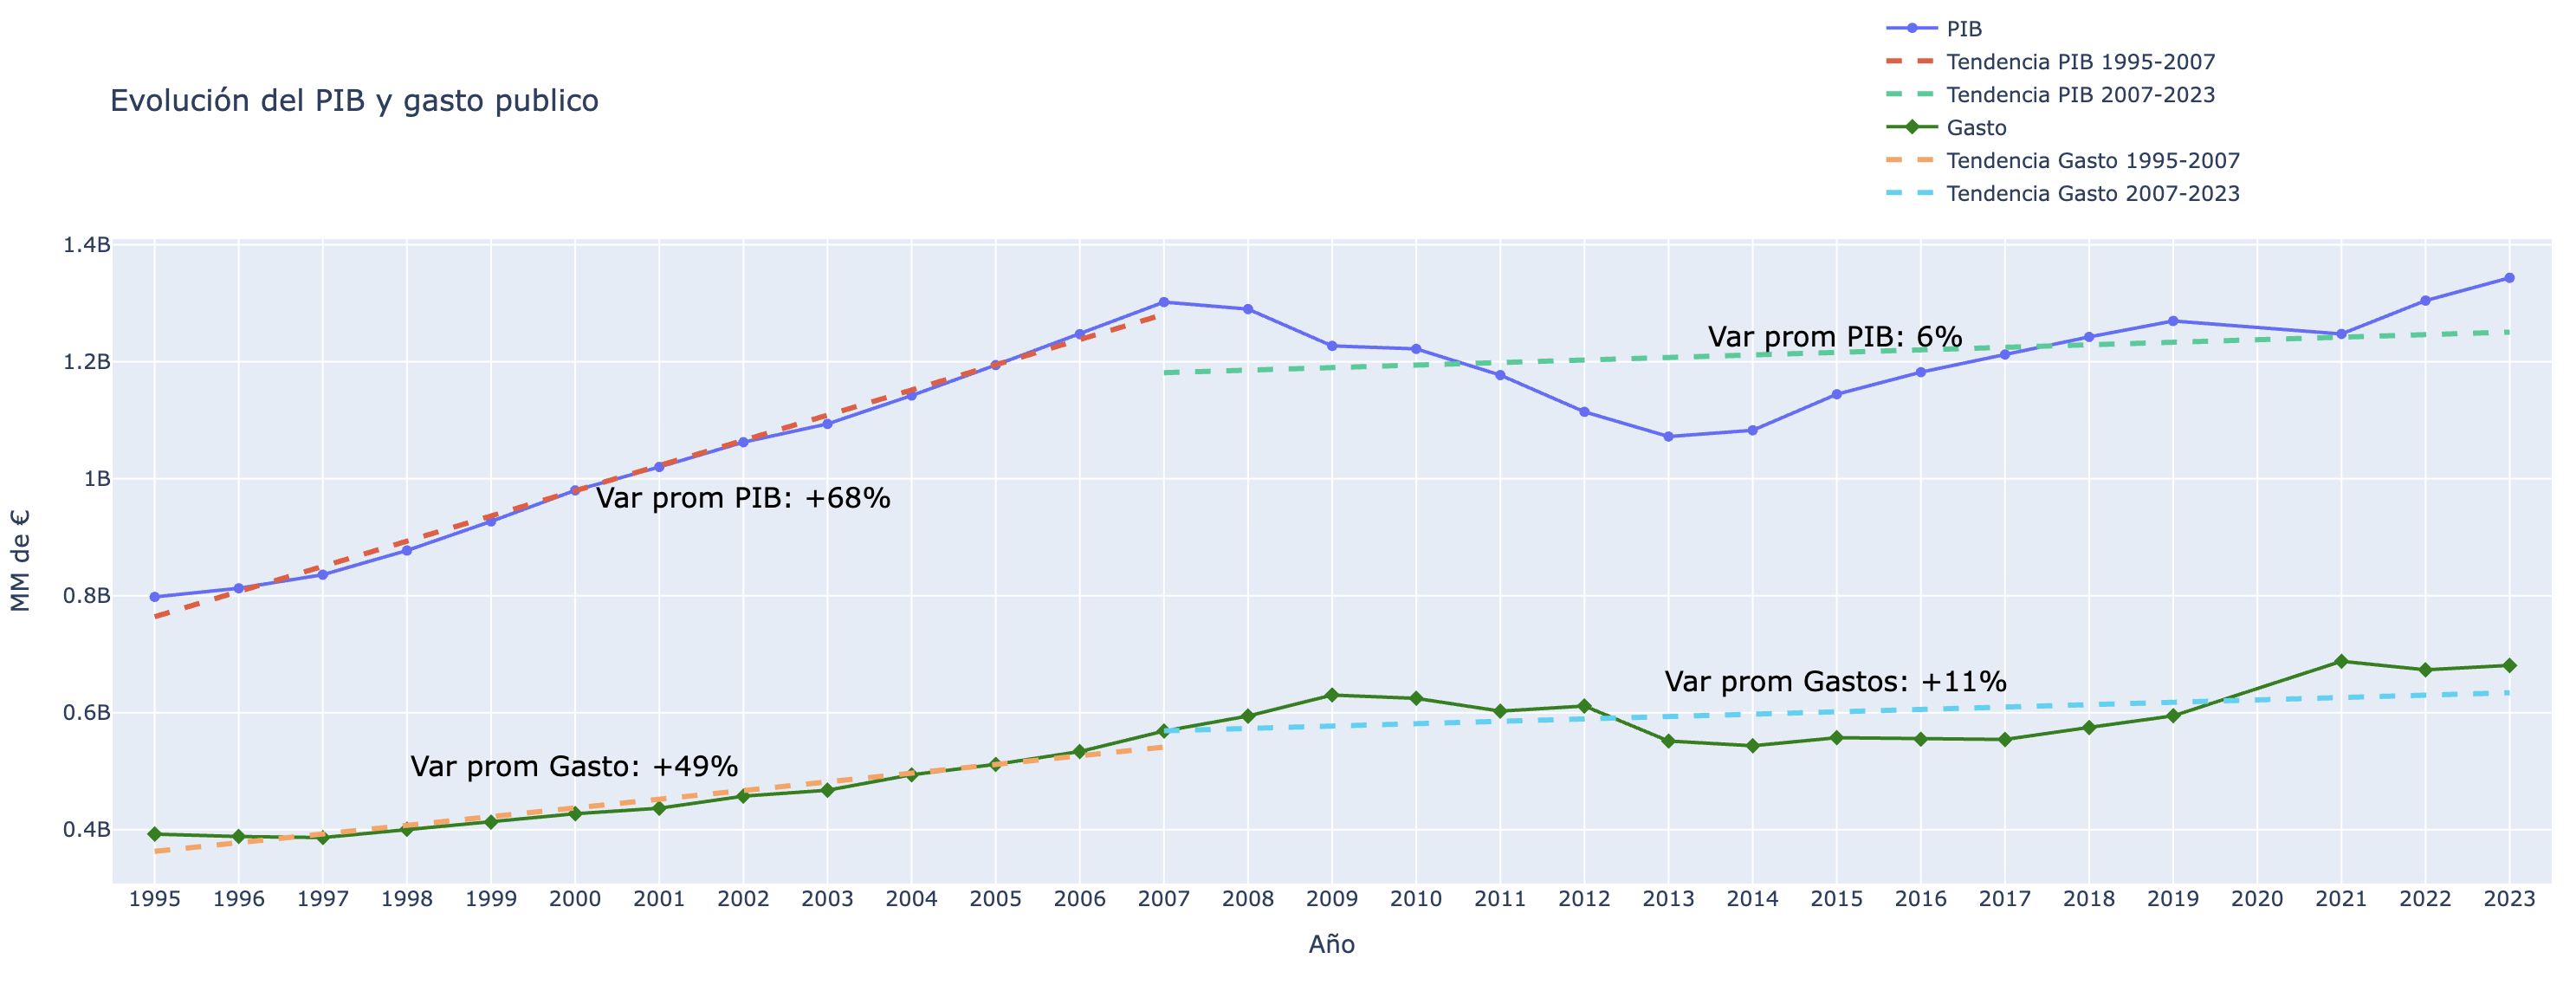 PIB
Tendencia PIB 1995-2007
Evolución del PIB y gasto publico
Tendencia PIB 2007-2023
Gasto
Tendencia Gasto 1995-2007
Tendencia Gasto 2007-2023
1.4B
Var prom PIB: 6%
1.2B
1B
Var prom PIB: +68%
MM de €
0.8B
Var prom Gastos: +11%
0.6B
Var prom Gasto: +49%
0.4B
1995 1996 1997 1998 1999 2000 2001 2002 2003 2004 2005 2006 2007 2008 2009 2010 2011 2012 2013 2014 2015 2016 2017 2018 2019 2020 2021 2022 2023
Año